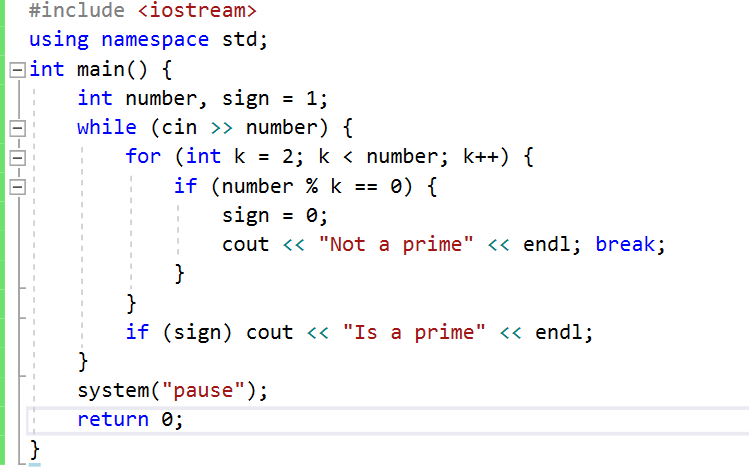 #include <iostream>
using namespace std;
int main() {
    int number, sign = 1;
    while (cin >> number) {
        for (int k = 2; k < number; k++) {
            if (number % k == 0) {
                sign = 0;
                cout << "Not a prime" << endl; break;
            }
        }
        if (sign) cout << "Is a prime" << endl;
    }
    system("pause");
    return 0;
}